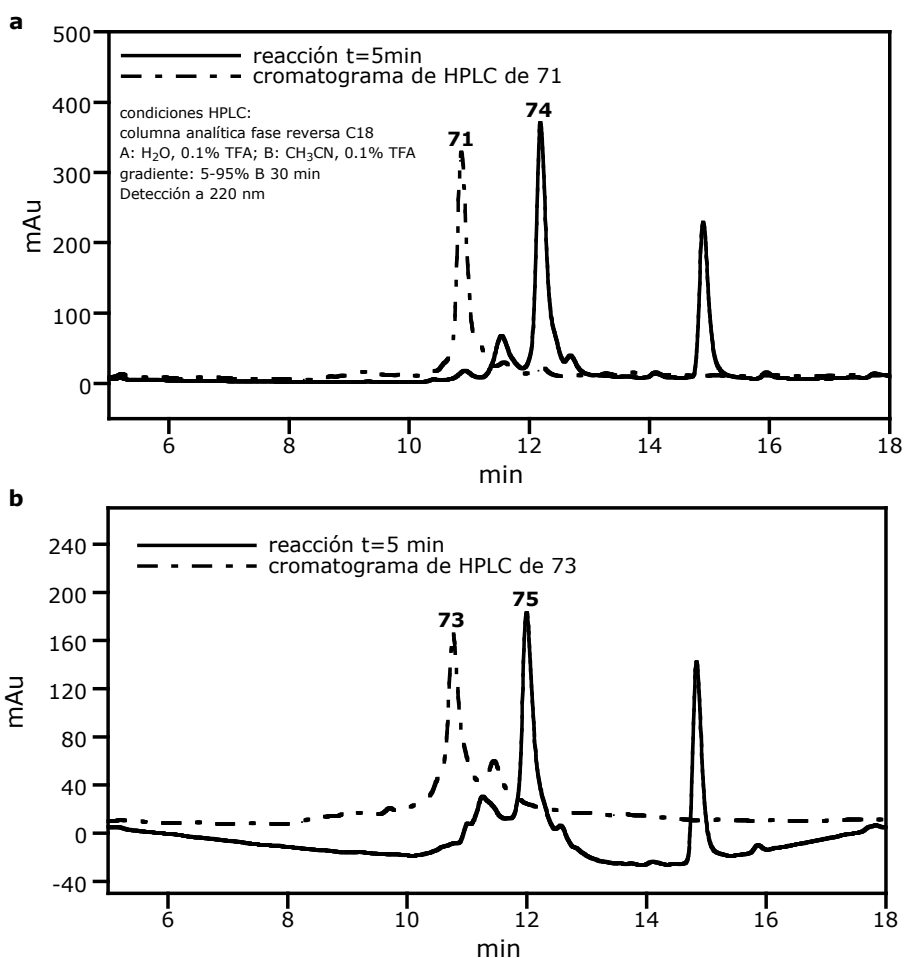 a
500
400
300
200
100
0
mAu
reacción t=5min
cromatograma de HPLC de 71
condiciones HPLC:
columna analítica fase reversa C18
A: H₂O, 0.1% TFA; B: CH₃CN, 0.1% TFA
gradiente: 5-95% B 30 min
Detección a 220 nm
71
74
6 8 10 12 14 16 18
min
b
240
200
160
120
80
40
0
-40
mAu
reacción t=5 min
cromatograma de HPLC de 73
73
75
6 8 10 12 14 16 18
min